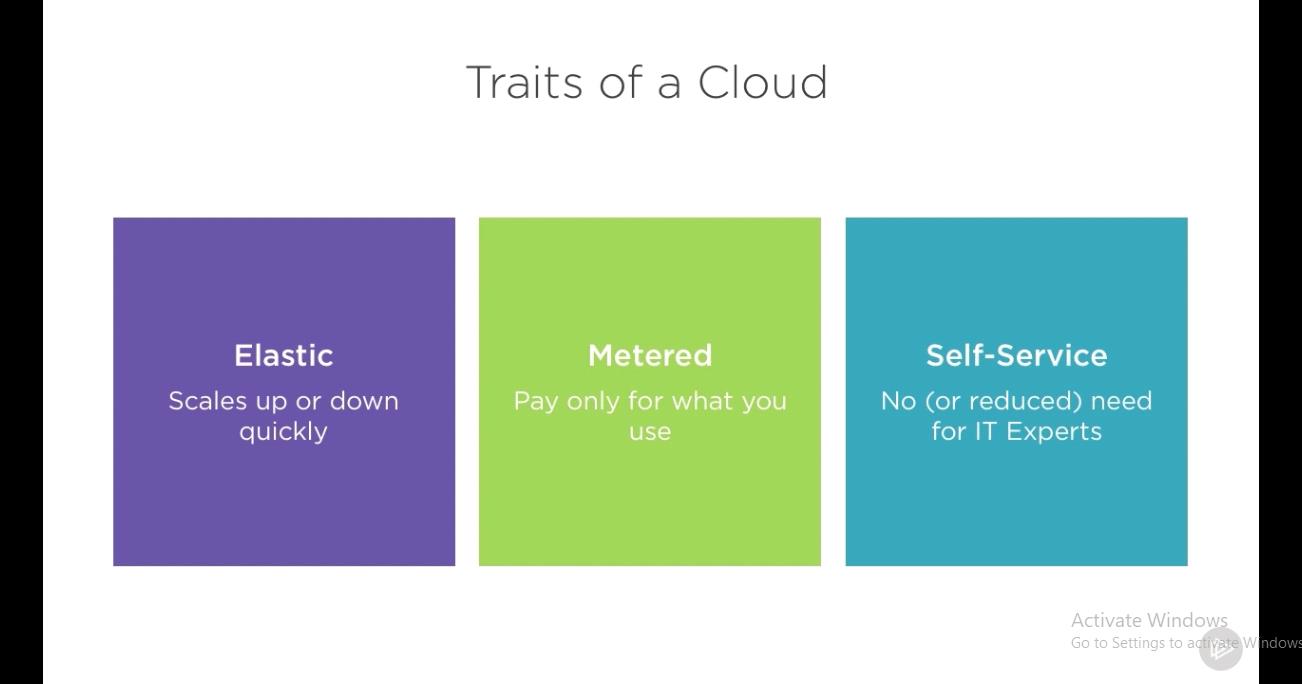 Traits of a Cloud
Elastic
Scales up or down
quickly
Metered
Pay only for what you
use
Self-Service
No (or reduced) need
for IT Experts
Activate Windows
Go to Settings to activate Windows